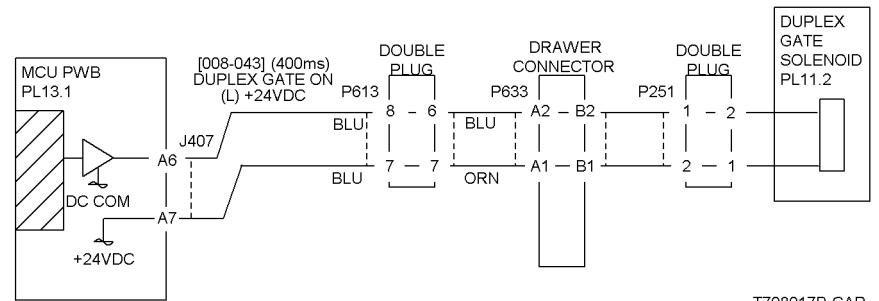 DUPLEX
GATE
SOLENOID
PL11.2
DOUBLE
PLUG
DRAWER
CONNECTOR
DOUBLE
PLUG
[008-043] (400ms)
DUPLEX GATE ON
(L) +24VDC
MCU PWB
PL13.1
P613
P633
P251
8 - 6
A2 - B2
1 - 2
BLU
BLU
J407
A6
7 - 7
A1 - B1
2 - 1
BLU
ORN
DC COM
A7
+24VDC